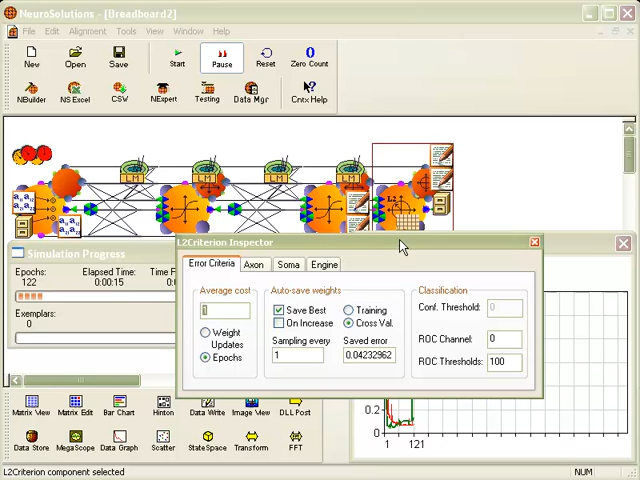 NeuroSolutions - [Breadboard2]
File Edit Alignment Tools View Window Help
New Open Save Start Pause Reset Zero Count
NBuilder NS Excel CSW NExpert Testing Data Mgr Cntx Help
LM LM LM LM
L2
Simulation Progress
Epochs: Elapsed Time: Time
122 0:00:15
Exemplars:
0
L2Criterion Inspector
Error Criteria Axon Soma Engine
Average cost
1
Weight Updates
Epochs
Auto-save weights
Save Best Training
On Increase Cross Val.
Sampling every Saved error
1 0.04232962
Classification
Conf. Threshold: 0
ROC Channel: 0
ROC Thresholds: 100
0.2
0
1 121
Matrix View Matrix Edit Bar Chart Hinton Data Write Image View DLL Post
Data Store MegaScope Data Graph Scatter StateSpace Transform FFT
L2Criterion component selected NUM